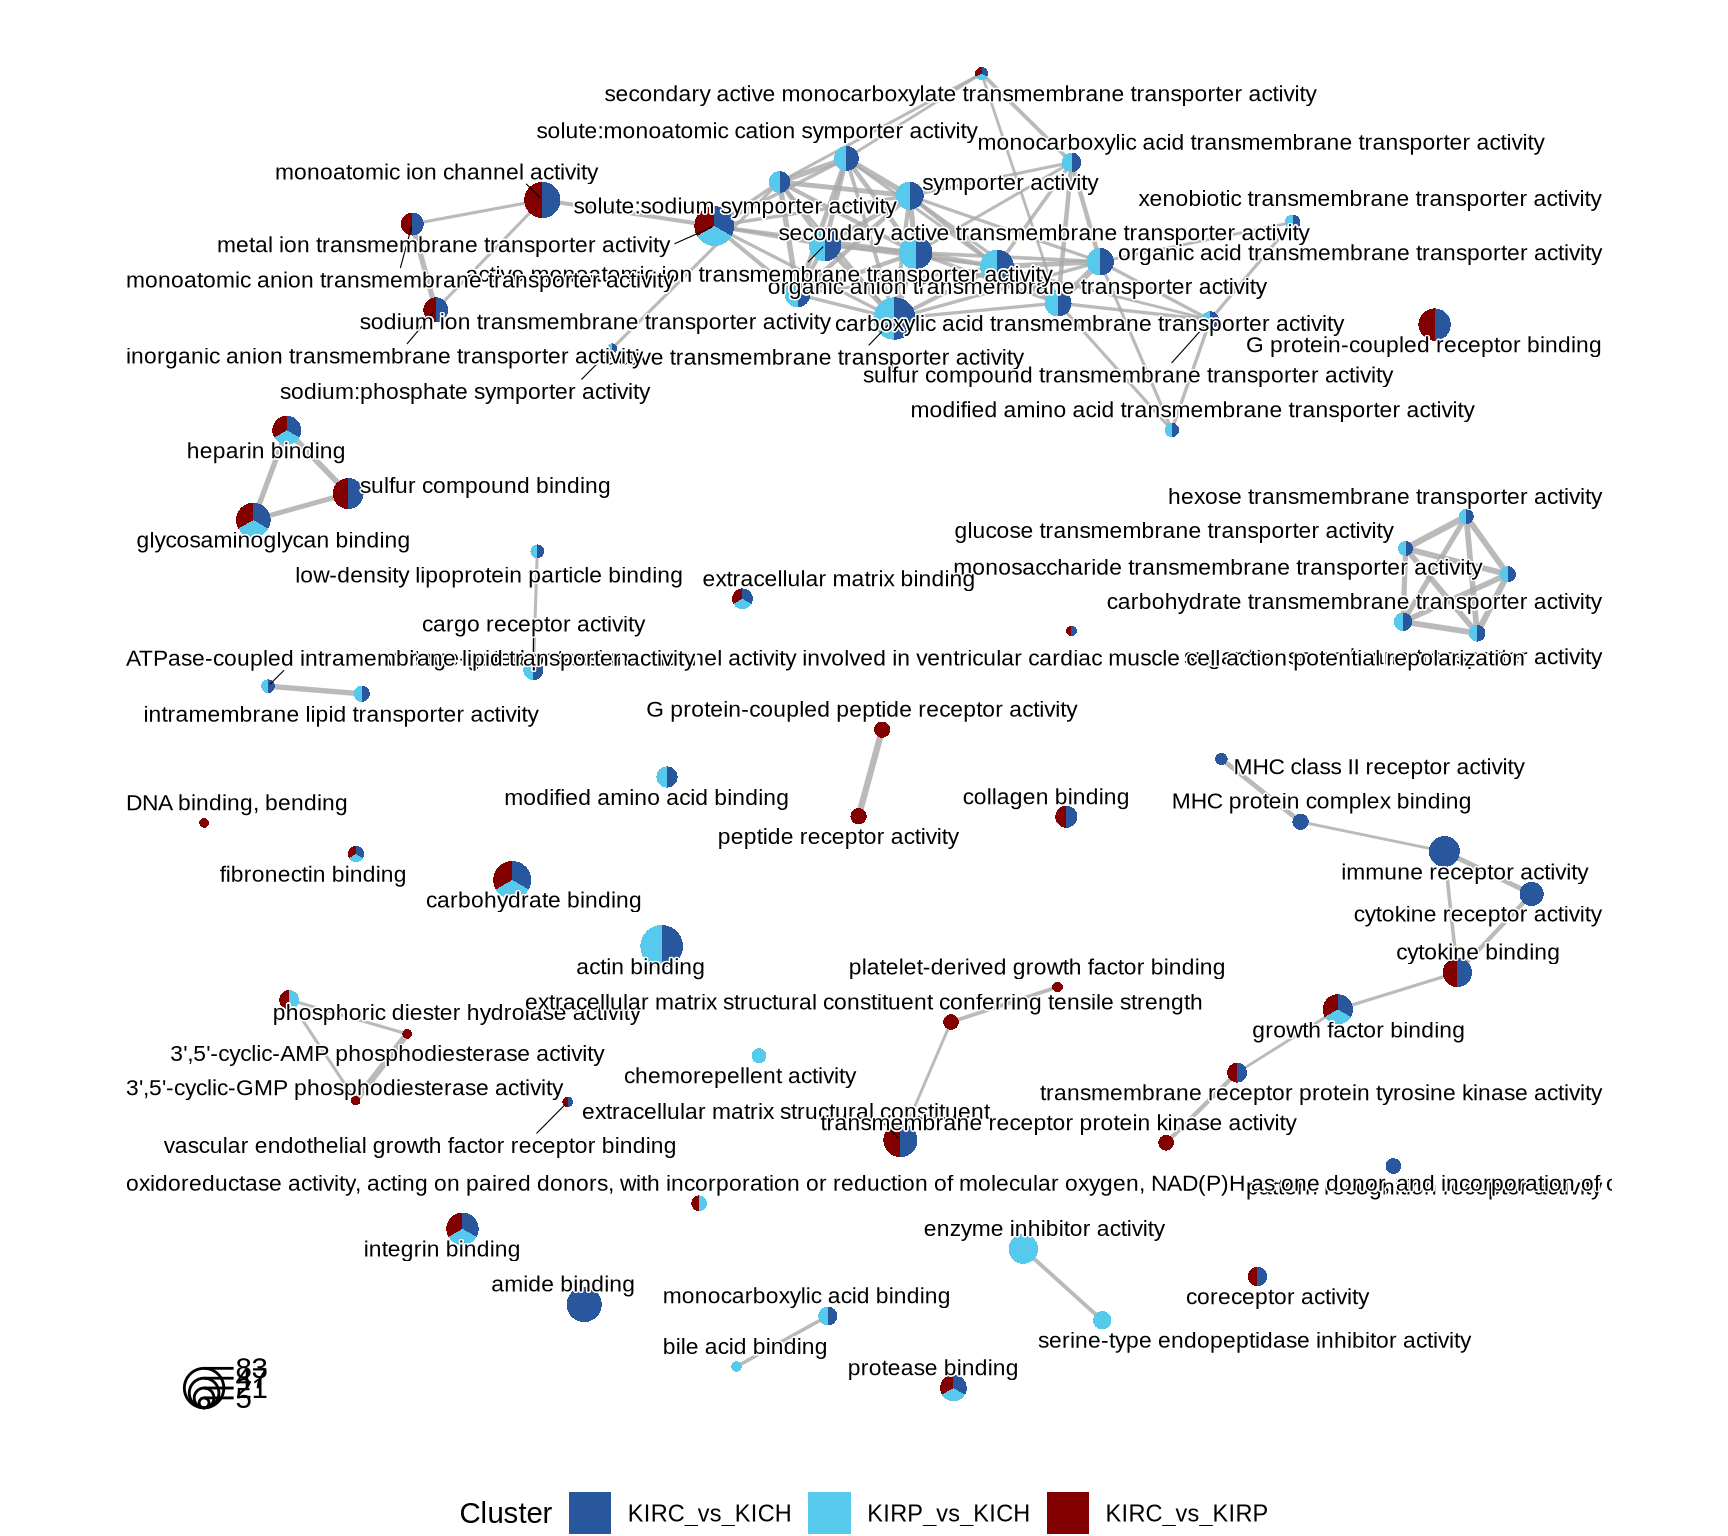 secondary active monocarboxylate transmembrane transporter activity
solute:monoatomic cation symporter activity
monocarboxylic acid transmembrane transporter activity
monoatomic ion channel activity
symporter activity
xenobiotic transmembrane transporter activity
solute:sodium symporter activity
secondary active transmembrane transporter activity
metal ion transmembrane transporter activity
organic acid transmembrane transporter activity
active monoatomic ion transmembrane transporter activity
monoatomic anion transmembrane transporter activity
organic anion transmembrane transporter activity
sodium ion transmembrane transporter activity
carboxylic acid transmembrane transporter activity
G protein-coupled receptor binding
inorganic anion transmembrane transporter activity
transmembrane transporter activity
sulfur compound transmembrane transporter activity
sodium:phosphate symporter activity
modified amino acid transmembrane transporter activity
heparin binding
sulfur compound binding
hexose transmembrane transporter activity
glycosaminoglycan binding
glucose transmembrane transporter activity
low-density lipoprotein particle binding
extracellular matrix binding
monosaccharide transmembrane transporter activity
carbohydrate transmembrane transporter activity
cargo receptor activity
ATPase-coupled intramembrane lipid transporter activity
activity involved in ventricular cardiac muscle cell action potential repolarization
activity
intramembrane lipid transporter activity
G protein-coupled peptide receptor activity
MHC class II receptor activity
DNA binding, bending
modified amino acid binding
collagen binding
MHC protein complex binding
peptide receptor activity
fibronectin binding
immune receptor activity
carbohydrate binding
cytokine receptor activity
cytokine binding
actin binding
platelet-derived growth factor binding
extracellular matrix structural constituent conferring tensile strength
phosphoric diester hydrolase activity
growth factor binding
3',5'-cyclic-AMP phosphodiesterase activity
chemorepellent activity
3',5'-cyclic-GMP phosphodiesterase activity
transmembrane receptor protein tyrosine kinase activity
extracellular matrix structural constituent
transmembrane receptor protein kinase activity
vascular endothelial growth factor receptor binding
oxidoreductase activity, acting on paired donors, with incorporation or reduction of molecular oxygen, NAD(P)H as one donor, and incorporation of
pattern recognition receptor activity
enzyme inhibitor activity
integrin binding
amide binding
monocarboxylic acid binding
coreceptor activity
serine-type endopeptidase inhibitor activity
bile acid binding
protease binding
83
21
5
Cluster KIRC_vs_KICH KIRP_vs_KICH KIRC_vs_KIRP